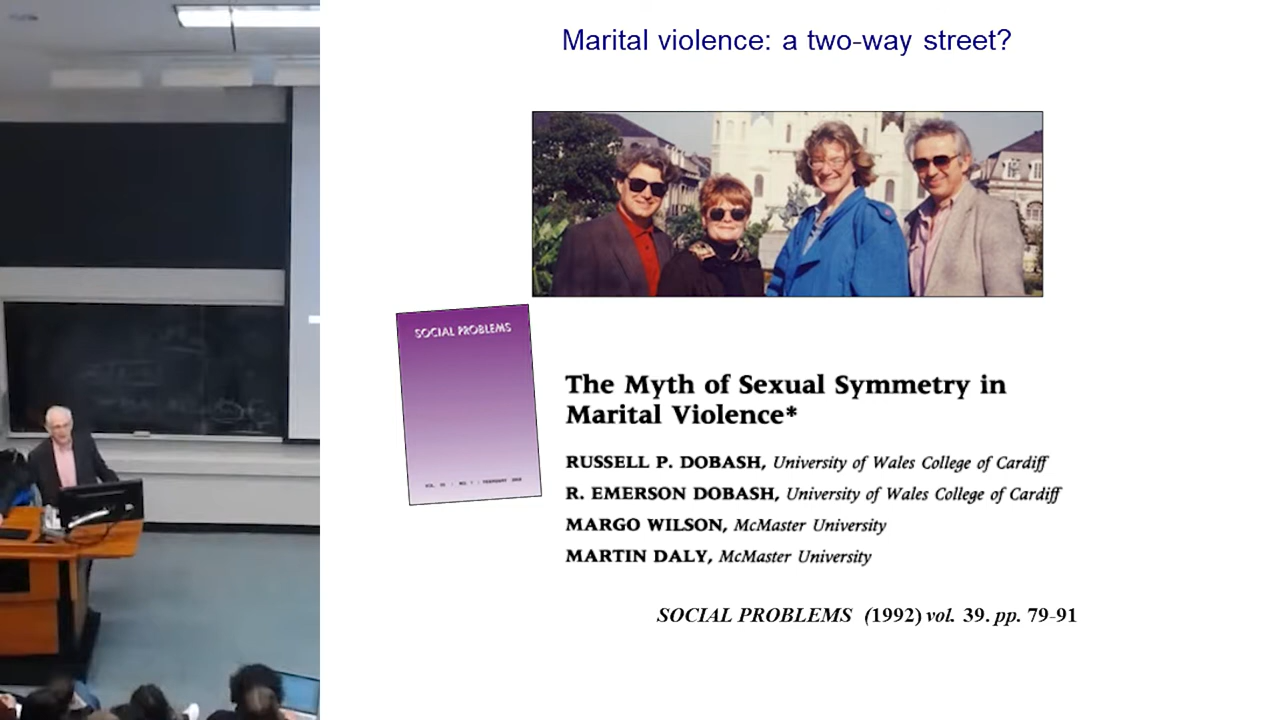 Marital violence: a two-way street?
SOCIAL PROBLEMS
The Myth of Sexual Symmetry in
Marital Violence*
RUSSELL P. DOBASH, University of Wales College of Cardiff
R. EMERSON DOBASH, University of Wales College of Cardiff
MARGO WILSON, McMaster University
MARTIN DALY, McMaster University
SOCIAL PROBLEMS (1992) vol. 39. pp. 79-91